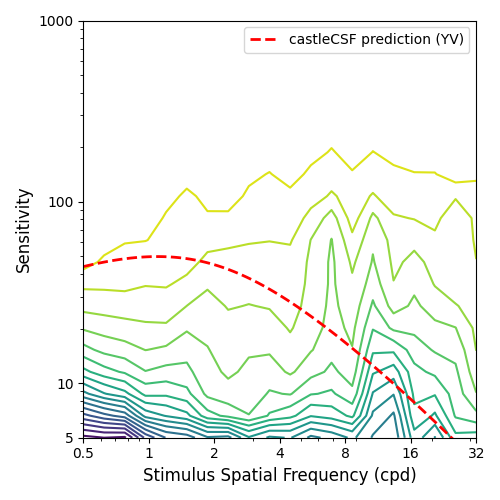 1000
castleCSF prediction (YV)
100
Sensitivity
10
5
0.5 1 2 4 8 16 32
Stimulus Spatial Frequency (cpd)